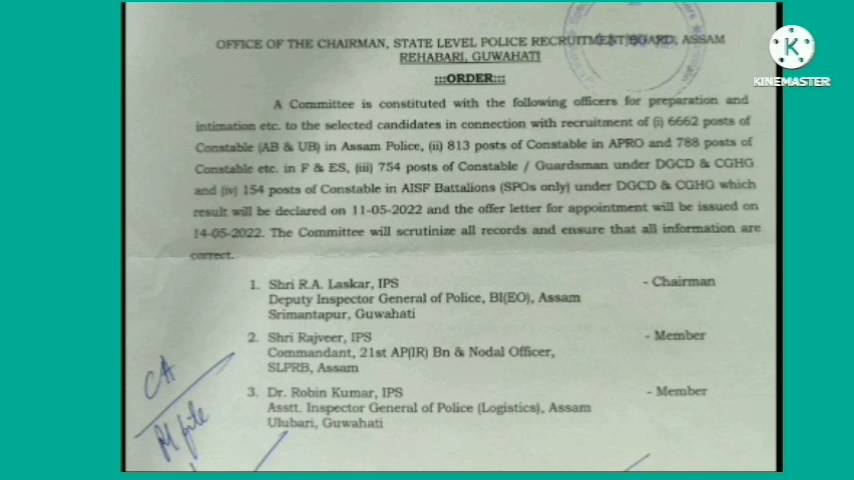 OFFICE OF THE CHAIRMAN, STATE LEVEL POLICE RECRUITMENT BOARD, ASSAM
REHABARI, GUWAHATI
:::ORDER:::
A Committee is constituted with the following officers for preparation and
intimation etc. to the selected candidates in connection with recruitment of (i) 6662 posts of
Constable (AB & UB) in Assam Police, (ii) 813 posts of Constable in APRO and 788 posts of
Constable etc. in F & ES, (iii) 754 posts of Constable / Guardsman under DGCD & CGHG
and (iv) 154 posts of Constable in AISF Battalions (SPOs only) under DGCD & CGHG which
result will be declared on 11-05-2022 and the offer letter for appointment will be issued on
14-05-2022. The Committee will scrutinize all records and ensure that all information are
correct.
1. Shri R.A. Laskar, IPS - Chairman
Deputy Inspector General of Police, BI(EO), Assam
Srimantapur, Guwahati
2. Shri Rajveer, IPS - Member
Commandant, 21st AP(IR) Bn & Nodal Officer,
SLPRB, Assam
3. Dr. Robin Kumar, IPS - Member
Asstt. Inspector General of Police (Logistics), Assam
Ulubari, Guwahati
CA
M file
K
KINEMASTER